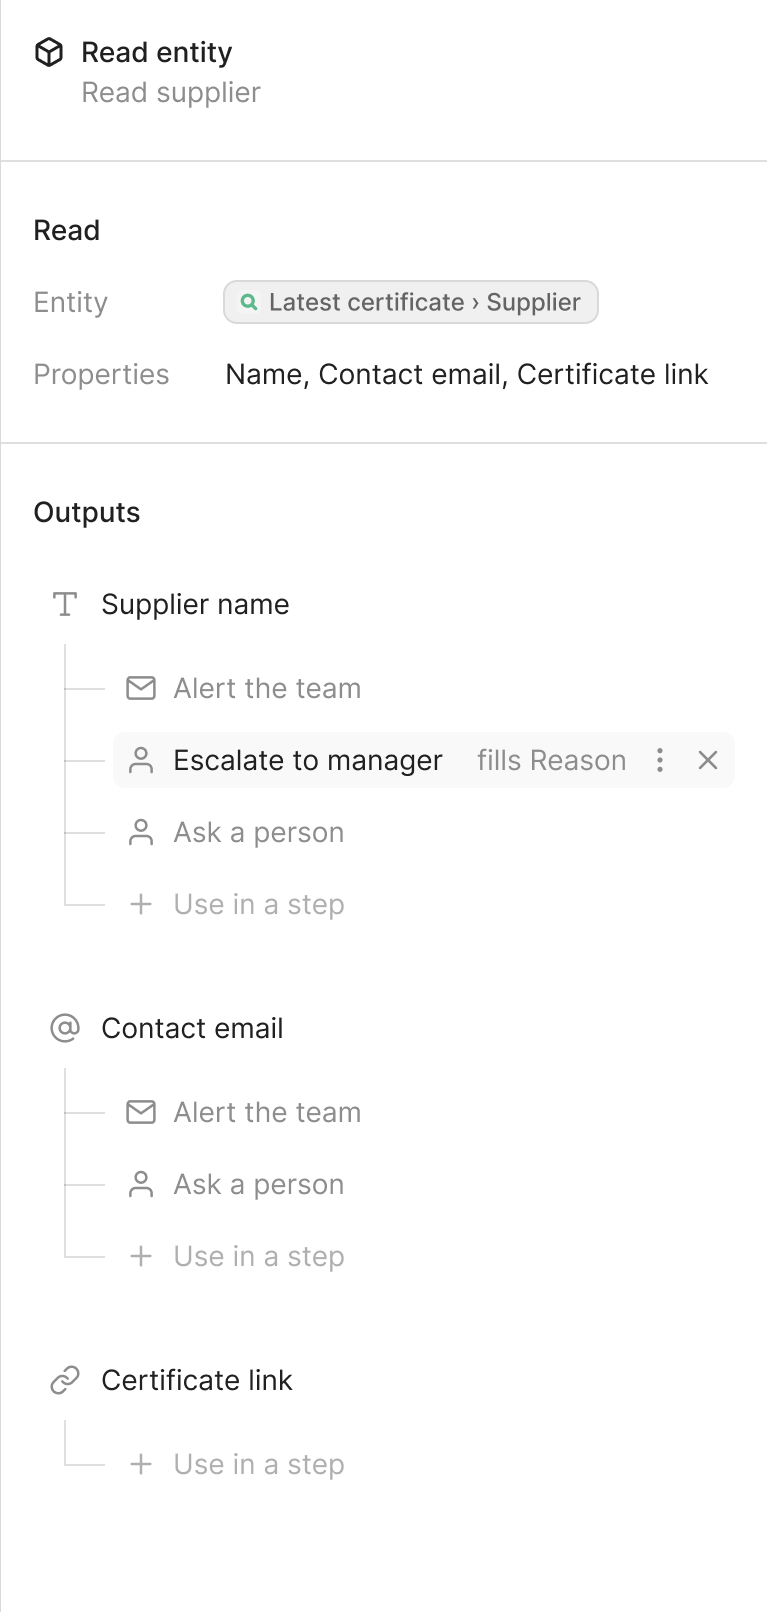 Read entity
Read supplier
Read
Entity Latest certificate › Supplier
Properties Name, Contact email, Certificate link
Outputs
Supplier name
Alert the team
Escalate to manager fills Reason
Ask a person
Use in a step
Contact email
Alert the team
Ask a person
Use in a step
Certificate link
Use in a step